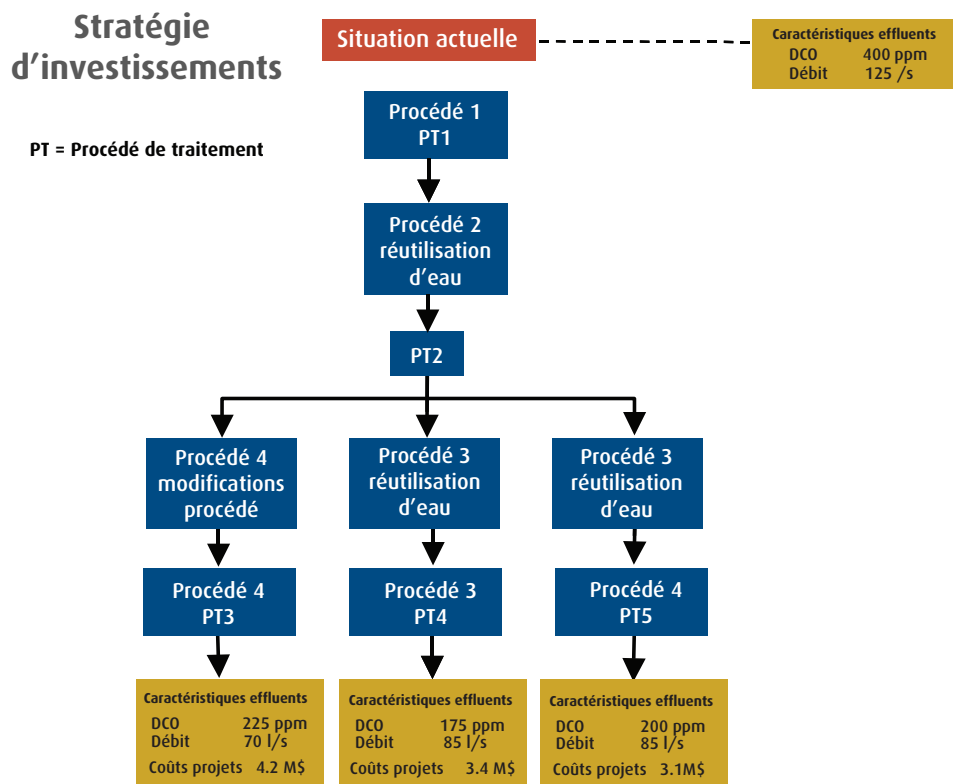 Stratégie
d'investissements
Situation actuelle
Caractéristiques effluents
DCO 400 ppm
Débit 125 /s
PT = Procédé de traitement
Procédé 1
PT1
Procédé 2
réutilisation
d'eau
PT2
Procédé 4
modifications
procédé
Procédé 3
réutilisation
d'eau
Procédé 3
réutilisation
d'eau
Procédé 4
PT3
Procédé 3
PT4
Procédé 4
PT5
Caractéristiques effluents
DCO 225 ppm
Débit 70 l/s
Coûts projets 4.2 M$
Caractéristiques effluents
DCO 175 ppm
Débit 85 l/s
Coûts projets 3.4 M$
Caractéristiques effluents
DCO 200 ppm
Débit 85 l/s
Coûts projets 3.1M$